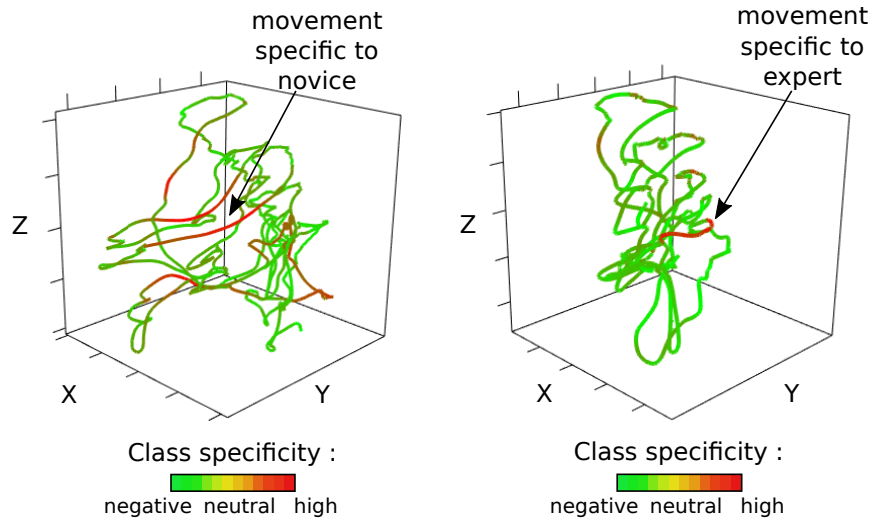 movement
specific to
novice
Z
X
Y
Class specificity :
negative neutral high
movement
specific to
expert
Z
X
Y
Class specificity :
negative neutral high